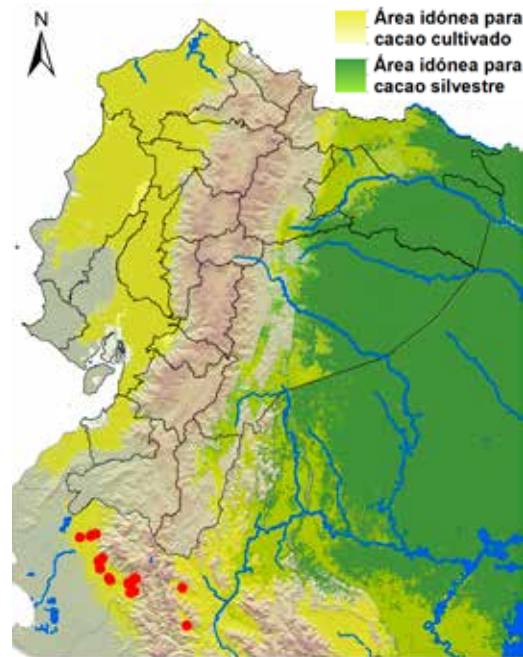 N
Área idónea para
cacao cultivado
Área idónea para
cacao silvestre